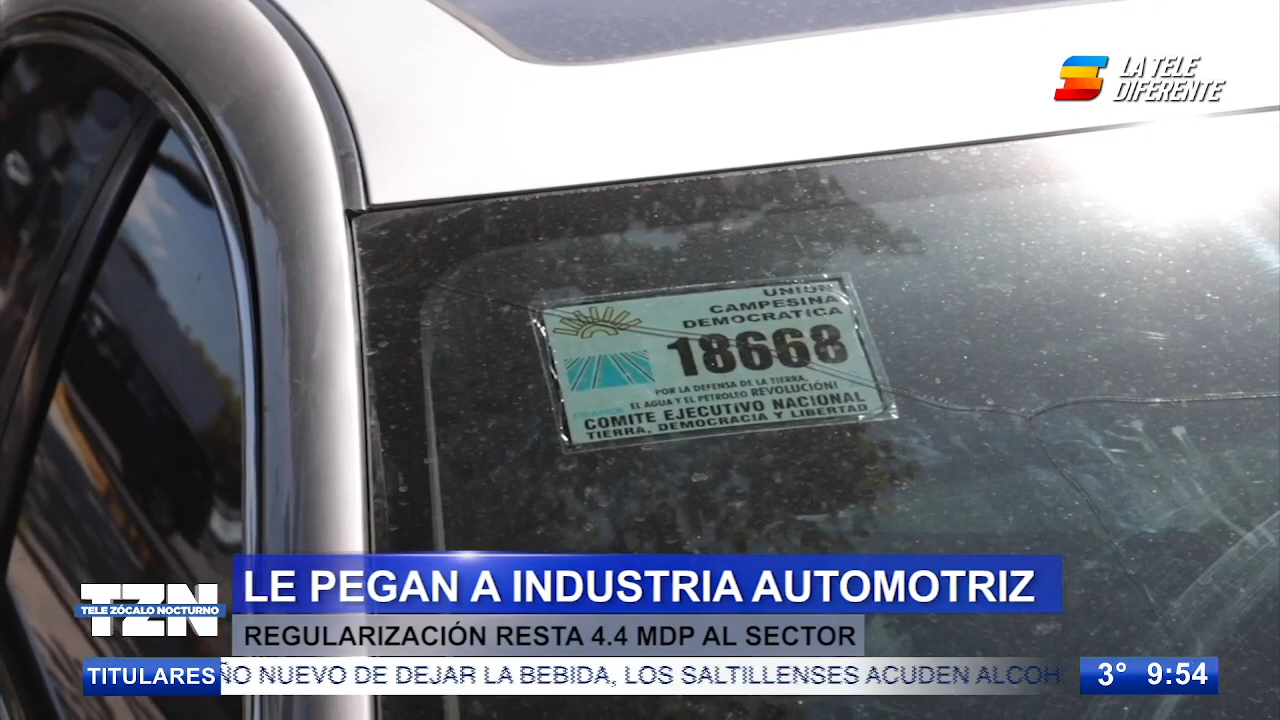 LA TELE
DIFERENTE
UNION
CAMPESINA
DEMOCRATICA
18668
POR LA DEFENSA DE LA TIERRA,
EL AGUA Y EL PETROLEO REVOLUCIÓN!
COMITE EJECUTIVO NACIONAL
TIERRA, DEMOCRACIA Y LIBERTAD
LE PEGAN A INDUSTRIA AUTOMOTRIZ
TZN
TELE ZÓCALO NOCTURNO
REGULARIZACIÓN RESTA 4.4 MDP AL SECTOR
TITULARES ÑO NUEVO DE DEJAR LA BEBIDA, LOS SALTILLENSES ACUDEN ALCOH 3° 9:54